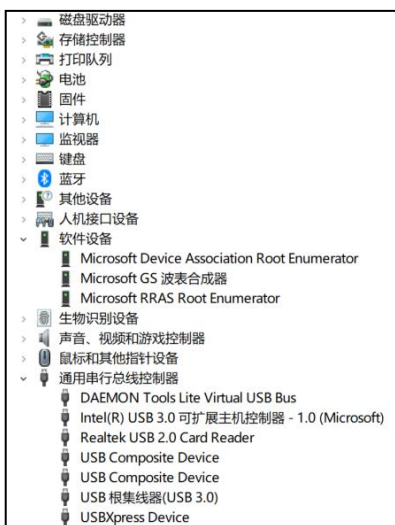 磁盘驱动器
存储控制器
打印队列
电池
固件
计算机
监视器
键盘
蓝牙
其他设备
人机接口设备
软件设备
Microsoft Device Association Root Enumerator
Microsoft GS 波表合成器
Microsoft RRAS Root Enumerator
生物识别设备
声音、视频和游戏控制器
鼠标和其他指针设备
通用串行总线控制器
DAEMON Tools Lite Virtual USB Bus
Intel(R) USB 3.0 可扩展主机控制器 - 1.0 (Microsoft)
Realtek USB 2.0 Card Reader
USB Composite Device
USB Composite Device
USB 根集线器(USB 3.0)
USBXpress Device